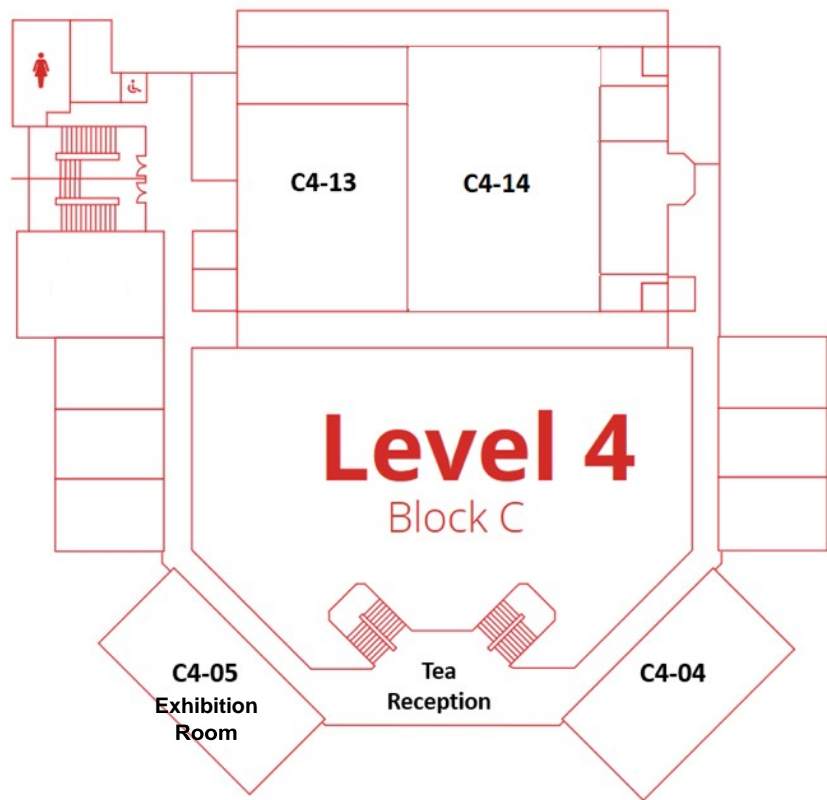 C4-13
C4-14
Level 4
Block C
C4-05
Exhibition
Room
Tea
Reception
C4-04